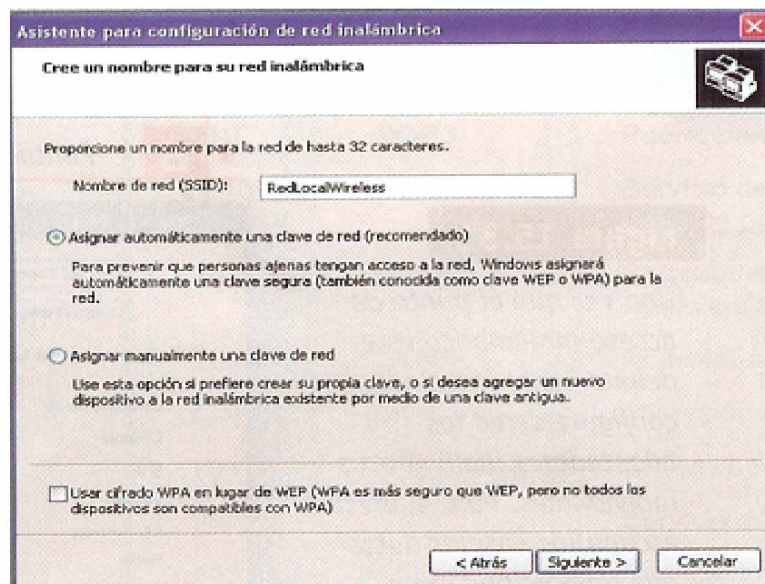 Asistente para configuración de red inalámbrica
Cree un nombre para su red inalámbrica
Proporcione un nombre para la red de hasta 32 caracteres.
Nombre de red (SSID): RedLocalWireless
Asignar automáticamente una clave de red (recomendado)
Para prevenir que personas ajenas tengan acceso a la red, Windows asignará
automáticamente una clave segura (también conocida como clave WEP o WPA) para la
red.
Asignar manualmente una clave de red
Use esta opción si prefiere crear su propia clave, o si desea agregar un nuevo
dispositivo a la red inalámbrica existente por medio de una clave antigua.
Usar cifrado WPA en lugar de WEP (WPA es más seguro que WEP, pero no todos los
dispositivos son compatibles con WPA)
< Atrás Siguiente > Cancelar